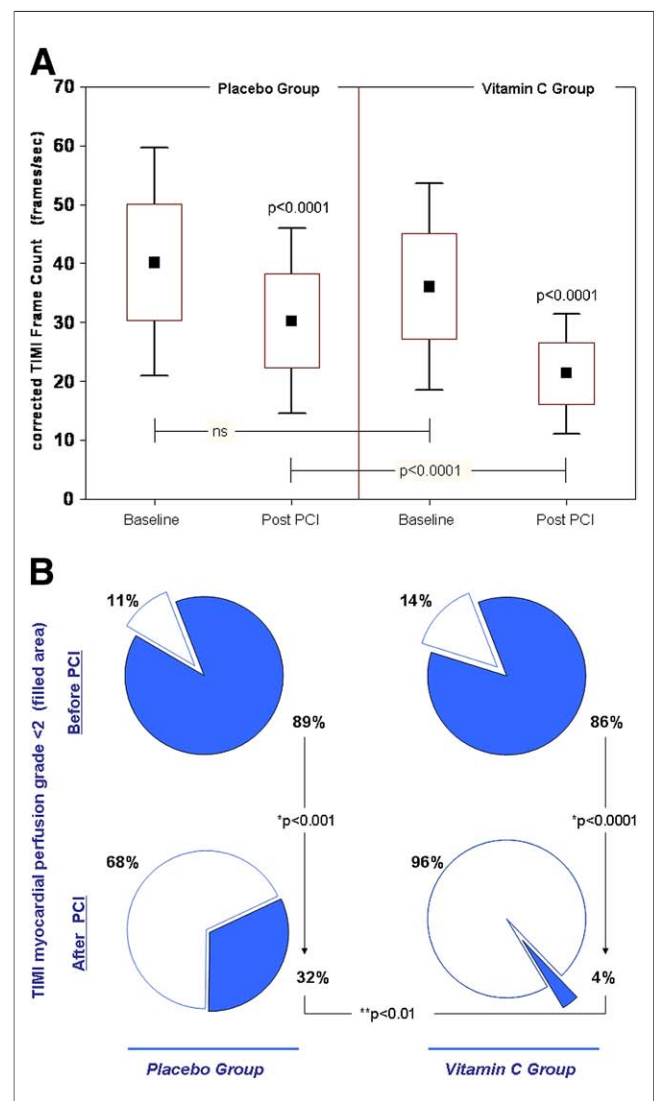 A
Placebo Group
Vitamin C Group
corrected TIMI Frame Count (frames/sec)
70
60
50
40
30
20
10
0
p<0.0001
p<0.0001
ns
p<0.0001
Baseline
Post PCI
Baseline
Post PCI
B
TIMI myocardial perfusion grade <2 (filled area)
Before PCI
11%
89%
14%
86%
*p<0.001
*p<0.0001
After PCI
68%
32%
96%
4%
**p<0.01
Placebo Group
Vitamin C Group